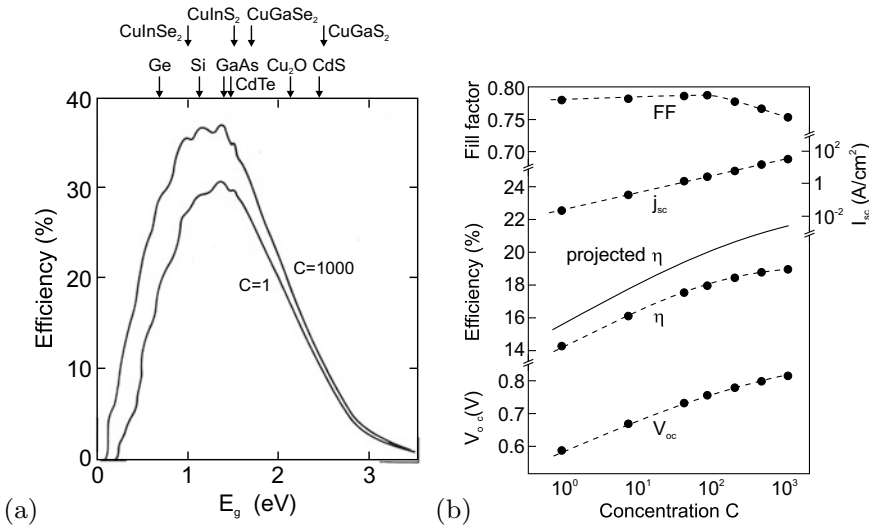 CuInS₂ CuGaSe₂
CuInSe₂ CuGaS₂
Ge Si GaAs Cu₂O CdS
CdTe
40
30
20
10
0
Efficiency (%)
C=1
C=1000
0 1 2 3
E_g (eV)
(a)
0.80
0.75
0.70
Fill factor
FF
10²
1
10⁻²
I_sc (A/cm²)
j_sc
24
22
20
18
16
14
Efficiency (%)
projected η
η
0.8
0.7
0.6
V_oc(V)
V_oc
10⁰ 10¹ 10² 10³
Concentration C
(b)